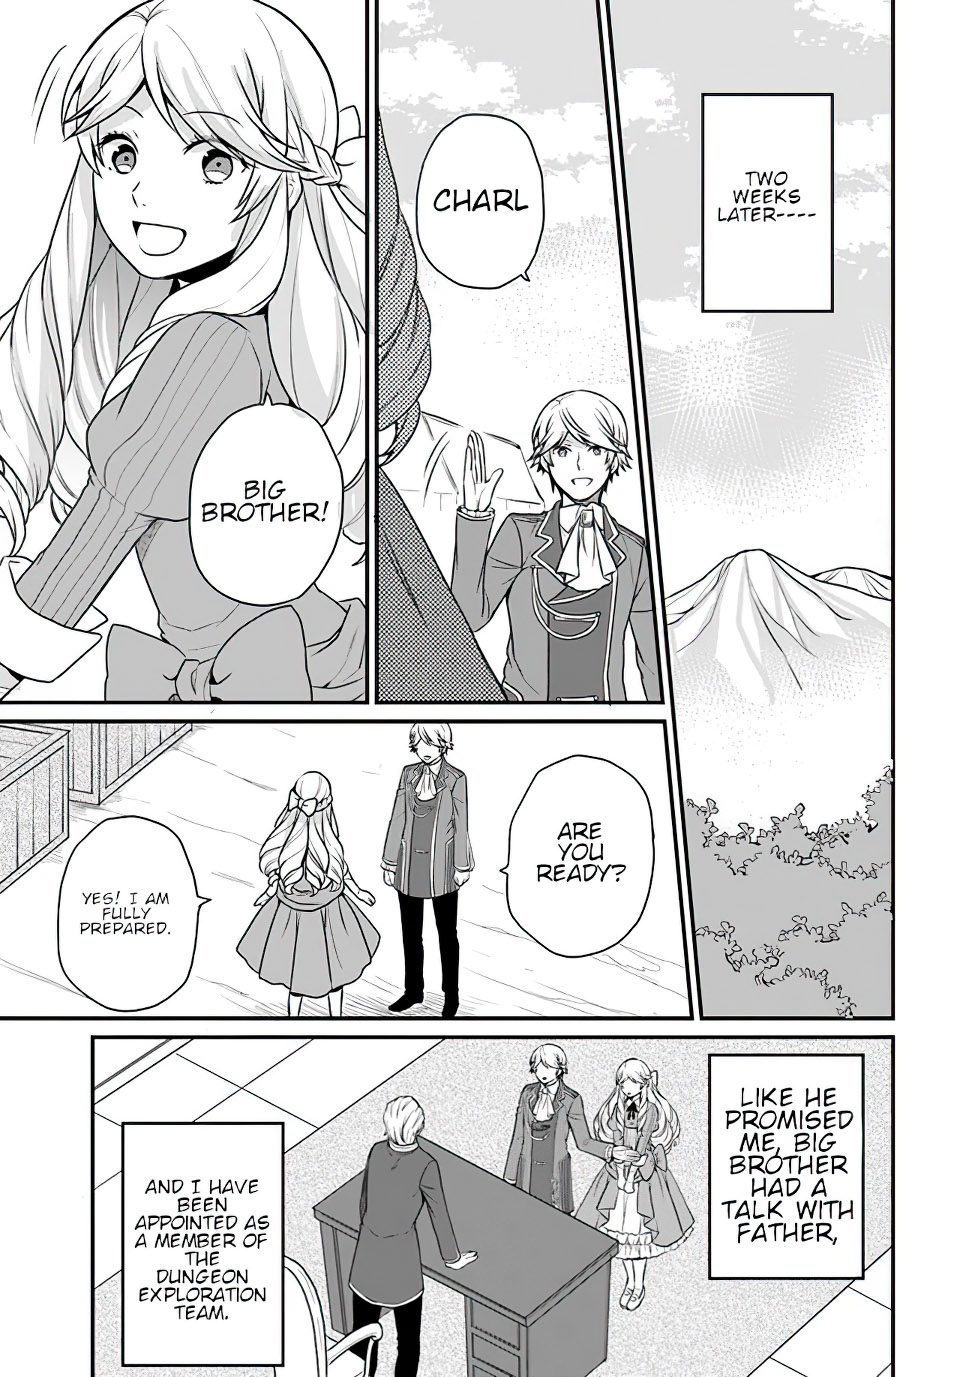 TWO
WEEKS
LATER----
CHARL
BIG
BROTHER!
ARE
YOU
READY?
YES! I AM
FULLY
PREPARED.
LIKE HE
PROMISED
ME, BIG
BROTHER
HAD A
TALK WITH
FATHER,
AND I HAVE
BEEN
APPOINTED AS
A MEMBER OF
THE
DUNGEON
EXPLORATION
TEAM.